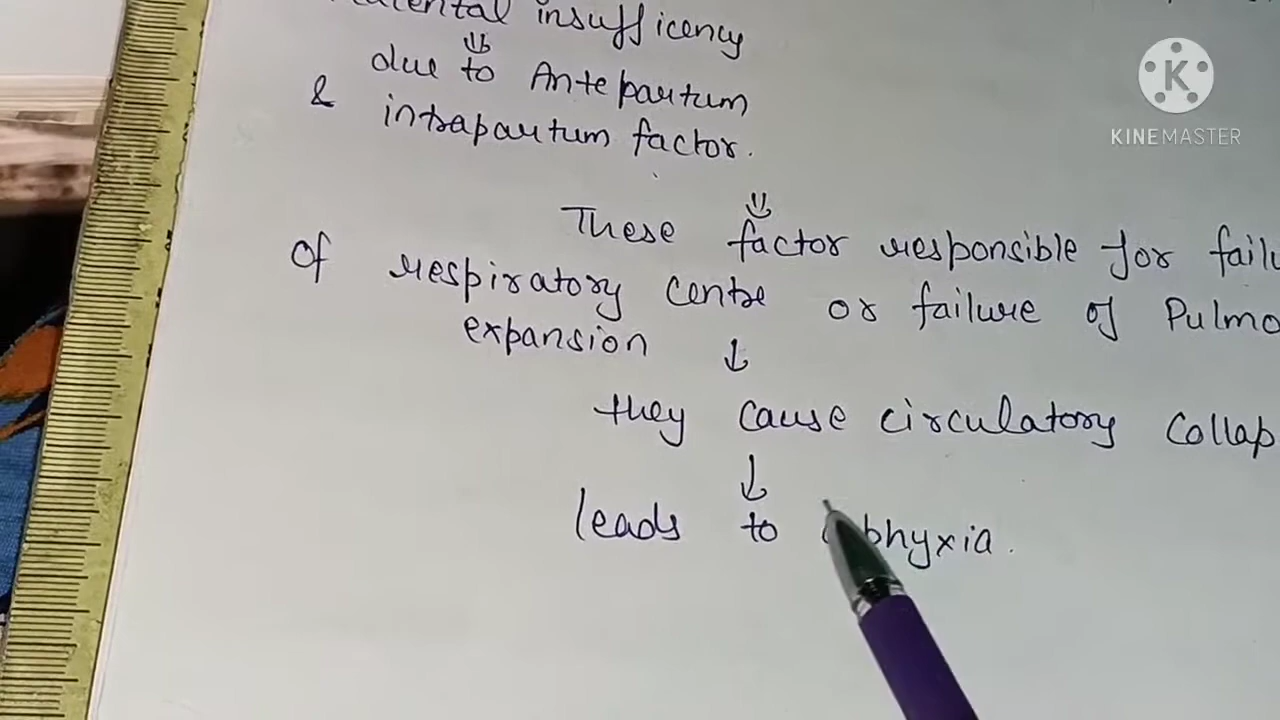 insufficency
due to Antepartum
& intrapartum factor.
These factor responsible for
of respiratory centre or failure of
expansion
they cause circulatory
leads to
K
KINEMASTER